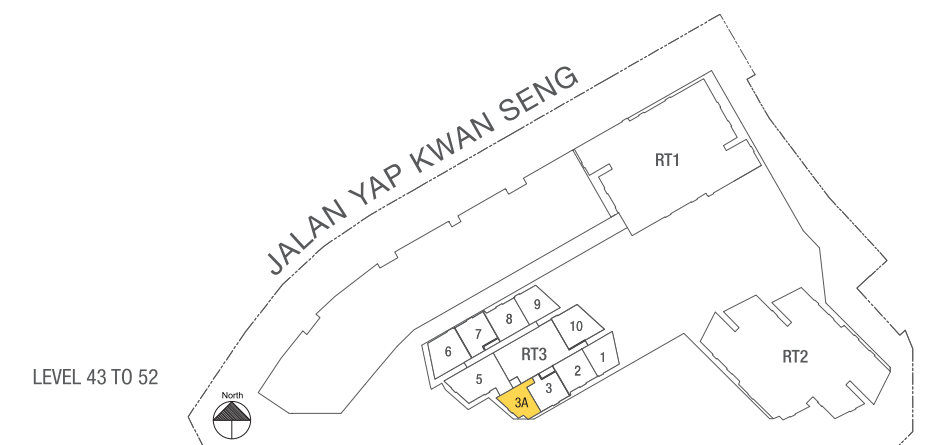 JALAN YAP KWAN SENG
RT1
9
8
7
10
6
RT3
RT2
1
5
2
3
3A
LEVEL 43 TO 52
North